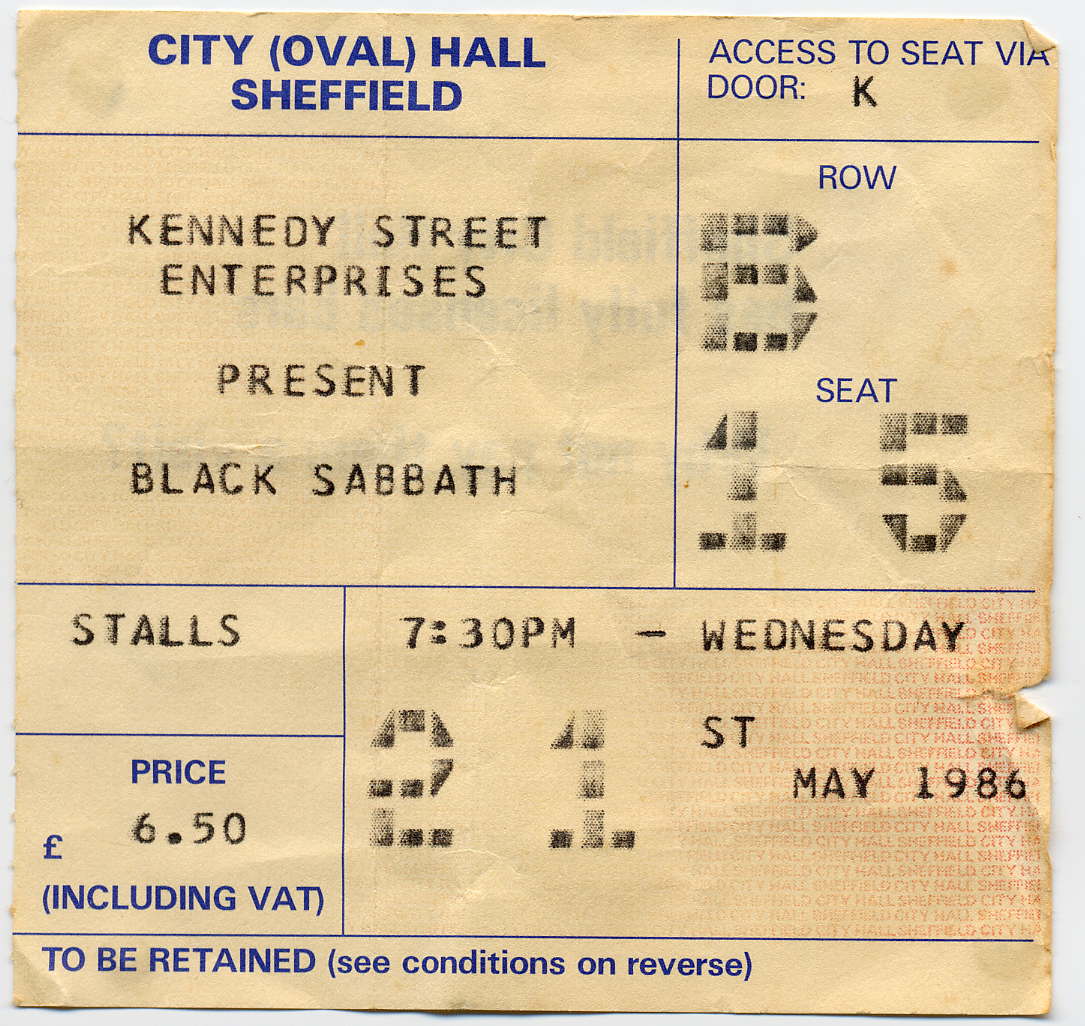 CITY (OVAL) HALL
SHEFFIELD
ACCESS TO SEAT VIA
DOOR: K
KENNEDY STREET
ENTERPRISES
PRESENT
BLACK SABBATH
ROW
B
SEAT
15
STALLS
7:30PM - WEDNESDAY
21 ST
MAY 1986
PRICE
£ 6.50
(INCLUDING VAT)
TO BE RETAINED (see conditions on reverse)